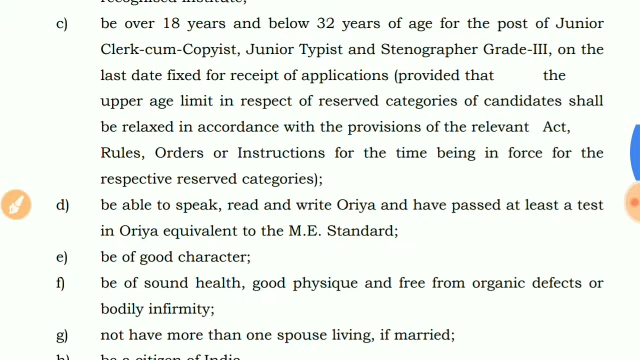 recognised institute;
c) be over 18 years and below 32 years of age for the post of Junior
Clerk-cum-Copyist, Junior Typist and Stenographer Grade-III, on the
last date fixed for receipt of applications (provided that the
upper age limit in respect of reserved categories of candidates shall
be relaxed in accordance with the provisions of the relevant Act,
Rules, Orders or Instructions for the time being in force for the
respective reserved categories);
d) be able to speak, read and write Oriya and have passed at least a test
in Oriya equivalent to the M.E. Standard;
e) be of good character;
f) be of sound health, good physique and free from organic defects or
bodily infirmity;
g) not have more than one spouse living, if married;
h) be a citizen of India